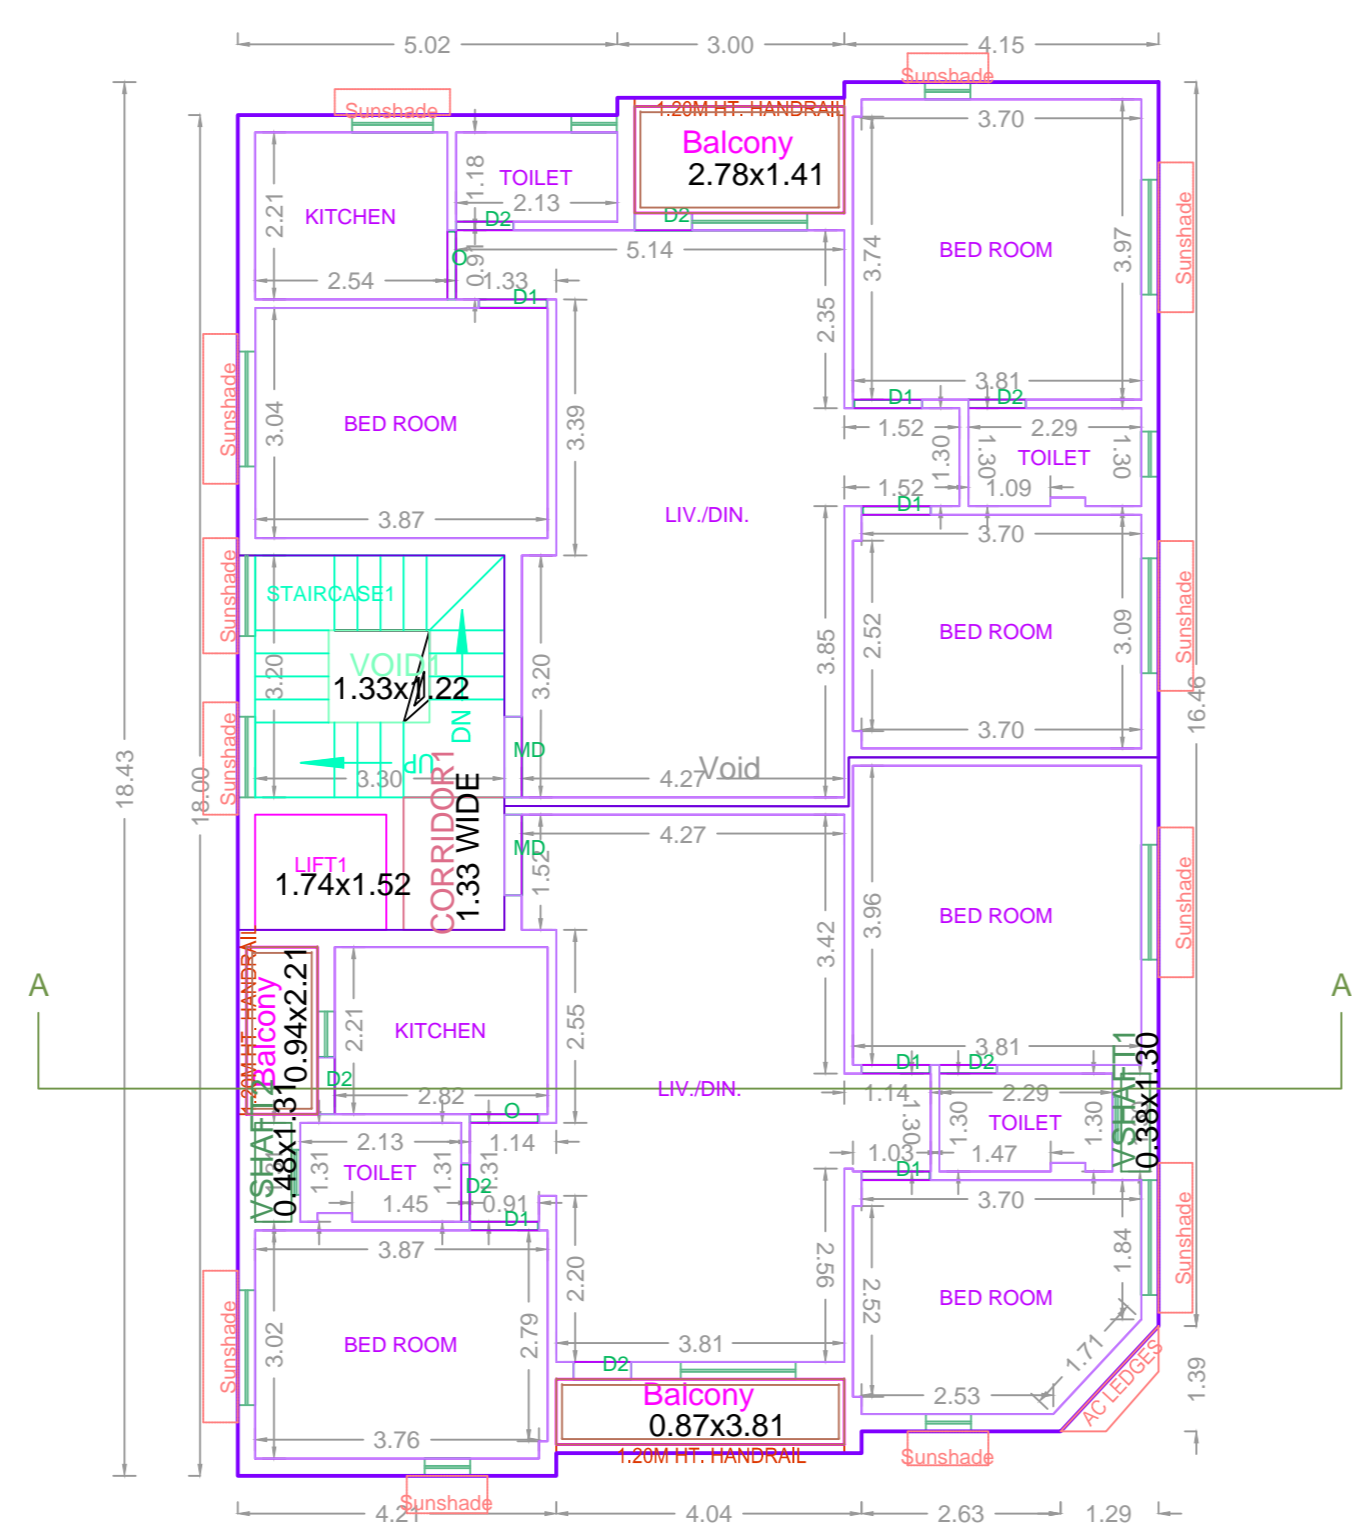 5.02
3.00
4.15
Sunshade
Sunshade
1.20M HT. HANDRAIL
Balcony
2.78x1.41
3.70
1.18
TOILET
2.13
D2
D2
KITCHEN
2.21
2.54
O
0.91
1.33
D1
5.14
3.74
BED ROOM
3.97
Sunshade
2.35
3.81
D1
D2
Sunshade
3.04
BED ROOM
3.39
3.87
1.52
1.30
2.29
1.30
TOILET
1.30
1.52
1.09
D1
3.70
LIV./DIN.
Sunshade
STAIRCASE1
VOID1
1.33x1.22
3.20
3.20
DN
UP
3.30
MD
2.52
BED ROOM
3.09
Sunshade
3.85
3.70
16.46
18.43
18.00
Sunshade
4.27
Void
CORRIDOR1
1.33 WIDE
LIFT1
1.74x1.52
MD
1.52
4.27
3.42
3.96
BED ROOM
Sunshade
3.81
A
A
1.20M HT. HANDRAIL
Balcony
0.94x2.21
2.21
KITCHEN
2.82
D2
2.55
O
LIV./DIN.
D1
D2
1.14
2.29
1.30
1.30
TOILET
1.30
1.03
1.47
D1
VSHAFT1
0.38x1.30
VSHAFT2
0.48x1.31
2.13
1.14
1.31
TOILET
1.31
1.31
D2
1.45
0.91
D1
3.87
3.70
Sunshade
3.02
BED ROOM
2.79
3.76
2.20
2.56
3.81
D2
2.52
BED ROOM
1.84
Sunshade
1.71
2.53
AC LEDGES
1.39
Balcony
0.87x3.81
1.20M HT. HANDRAIL
Sunshade
Sunshade
4.21
4.04
2.63
1.29